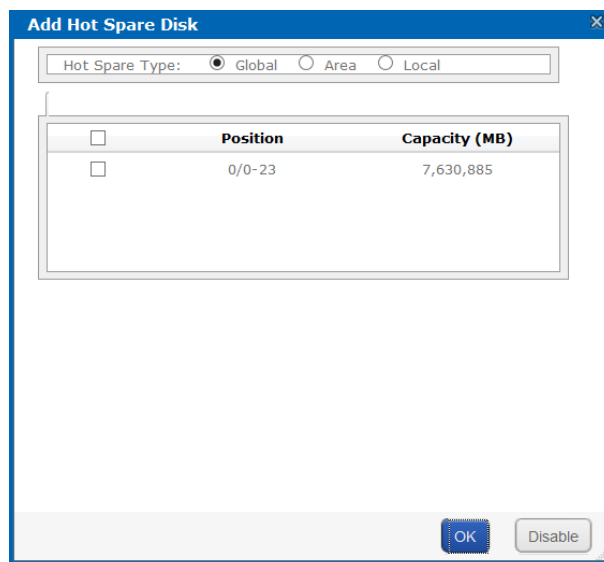 Add Hot Spare Disk
Hot Spare Type: Global Area Local
Position Capacity (MB)
0/0-23 7,630,885
OK Disable